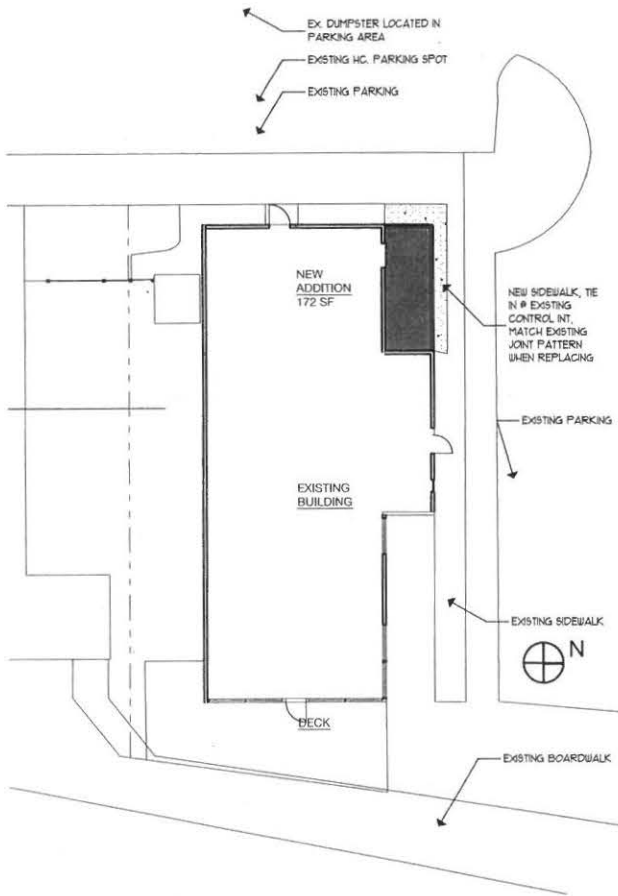 EX. DUMPSTER LOCATED IN
PARKING AREA
EXISTING HC. PARKING SPOT
EXISTING PARKING
NEW
ADDITION
172 SF
NEW SIDEWALK, TIE
IN @ EXISTING
CONTROL INT,
MATCH EXISTING
JOINT PATTERN
WHEN REPLACING
EXISTING PARKING
EXISTING
BUILDING
EXISTING SIDEWALK
N
DECK
EXISTING BOARDWALK